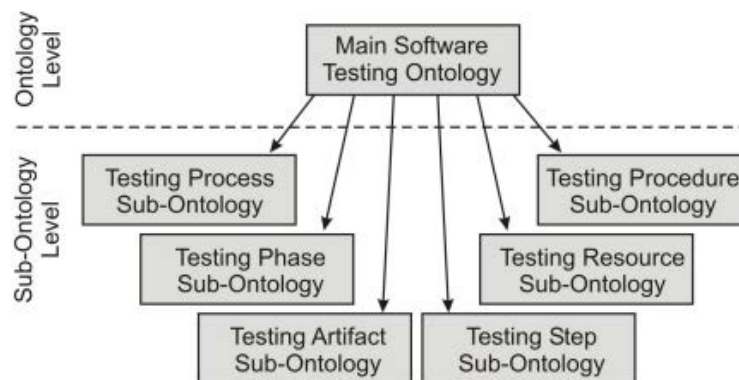 Ontology
Level
Main Software
Testing Ontology
Sub-Ontology
Level
Testing Process
Sub-Ontology
Testing Procedure
Sub-Ontology
Testing Phase
Sub-Ontology
Testing Resource
Sub-Ontology
Testing Artifact
Sub-Ontology
Testing Step
Sub-Ontology